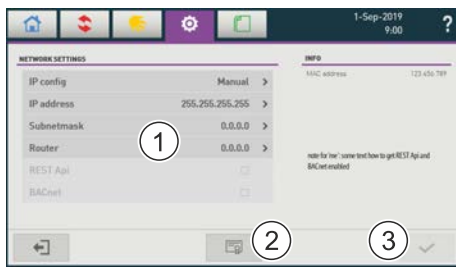 1-Sep-2019
9:00
?
NETWORK SETTINGS
IP config Manual >
IP address 255.255.255.255 >
Subnetmask 0.0.0.0 >
Router 0.0.0.0 >
REST Api
BACnet
1
INFO
MAC address 123.456.789
note for 'me': some text how to get REST Api and
BACnet enabled
2
3